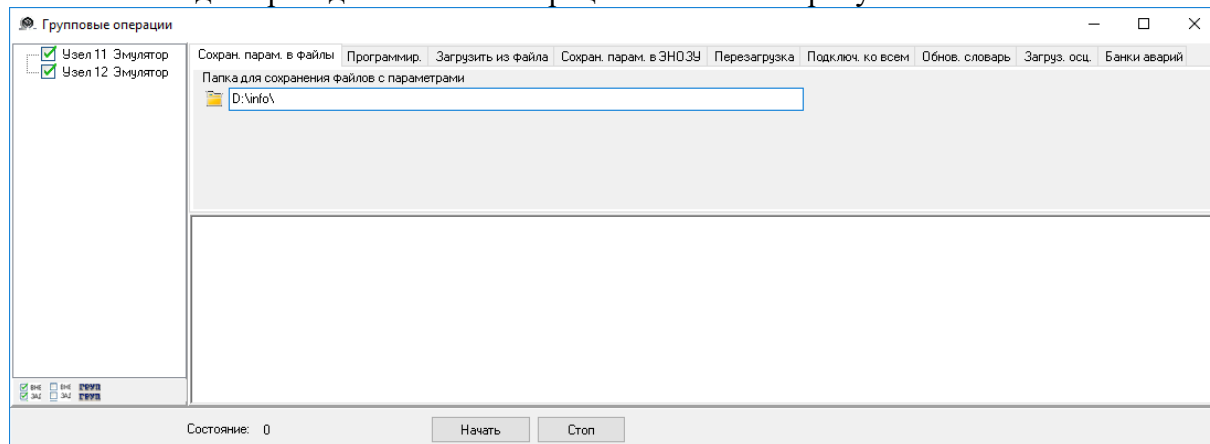 Групповые операции
Узел 11 Эмулятор
Узел 12 Эмулятор
Сохран. парам. в файлы Программир. Загрузить из файла Сохран. парам. в ЭНОЗУ Перезагрузка Подключ. ко всем Обнов. словарь Загруз. осц. Банки аварий
Папка для сохранения файлов с параметрами
D:\info\
Состояние: 0 Начать Стоп